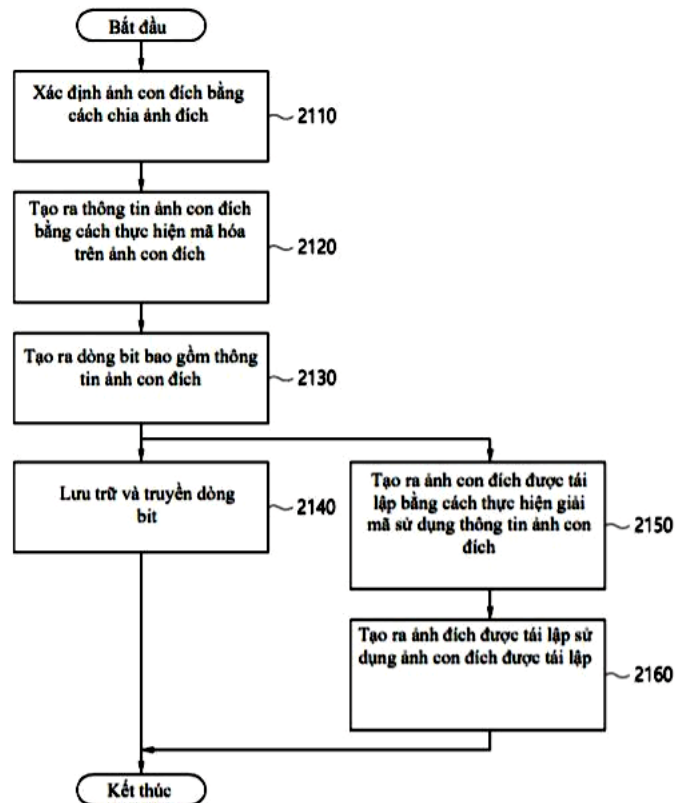 Bắt đầu
Xác định ảnh con đích bằng
cách chia ảnh đích
2110
Tạo ra thông tin ảnh con đích
bằng cách thực hiện mã hóa
trên ảnh con đích
2120
Tạo ra dòng bit bao gồm thông
tin ảnh con đích
2130
Lưu trữ và truyền dòng
bit
2140
Tạo ra ảnh con đích được tái
lập bằng cách thực hiện giải
mã sử dụng thông tin ảnh con
đích
2150
Tạo ra ảnh đích được tái lập sử
dụng ảnh con đích được tái lập
2160
Kết thúc